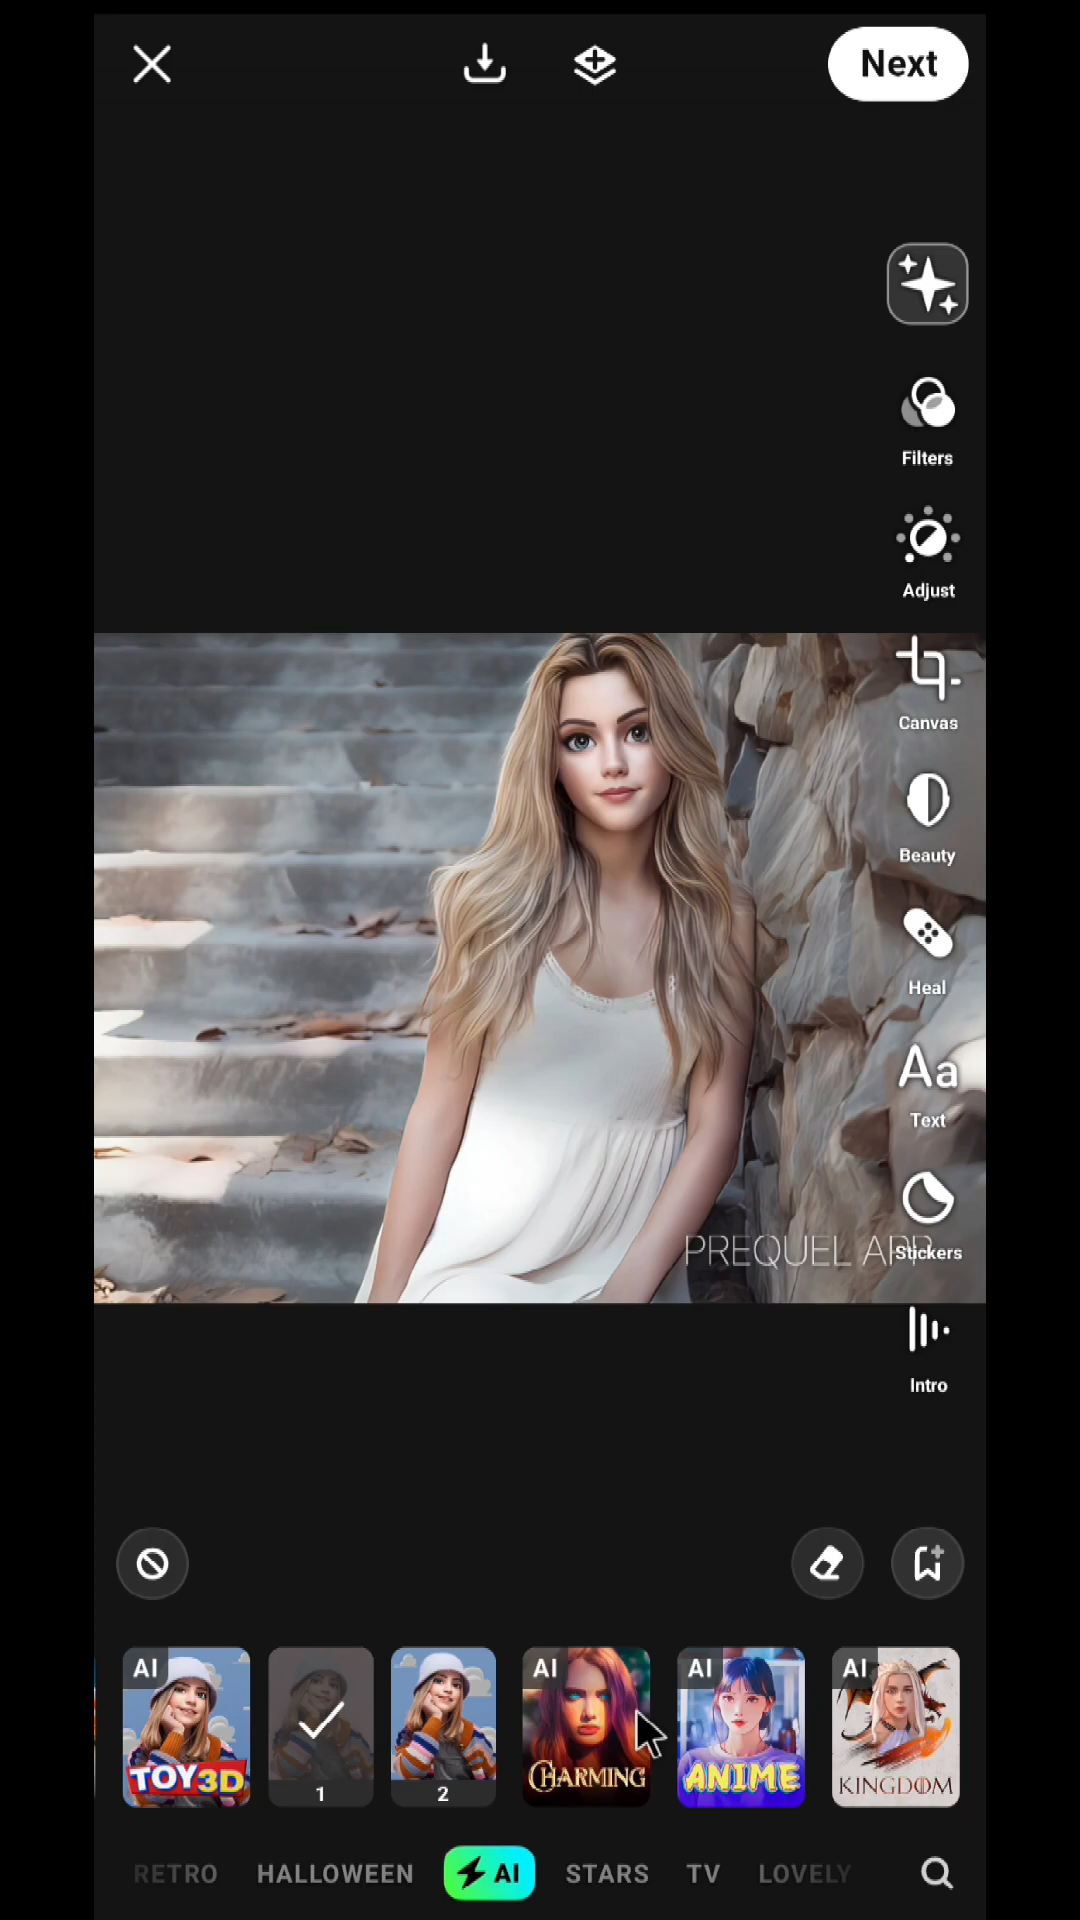 Next
Filters
Adjust
Canvas
Beauty
Heal
Aa
Text
PREQUEL APP
Stickers
Intro
AI
TOY3D
1
2
AI
CHARMING
AI
ANIME
AI
KINGDOM
RETRO
HALLOWEEN
AI
STARS
TV
LOVELY